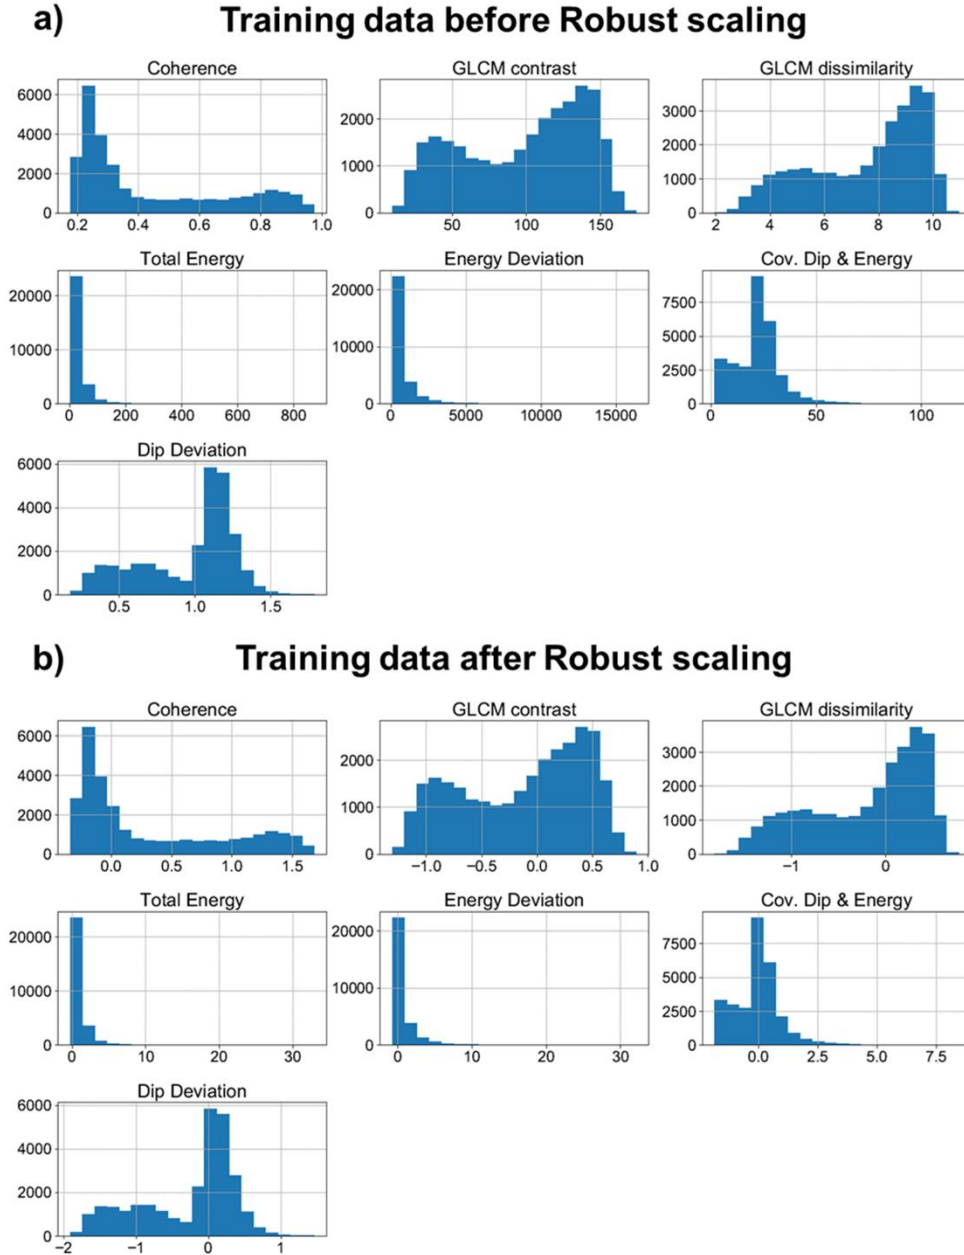 a) Training data before Robust scaling
Coherence
6000
4000
2000
0
0.2 0.4 0.6 0.8 1.0
GLCM contrast
2000
1000
0
50 100 150
GLCM dissimilarity
3000
2000
1000
0
2 4 6 8 10
Total Energy
20000
10000
0
0 200 400 600 800
Energy Deviation
20000
10000
0
0 5000 10000 15000
Cov. Dip & Energy
7500
5000
2500
0
0 50 100
Dip Deviation
6000
4000
2000
0
0.5 1.0 1.5
b) Training data after Robust scaling
Coherence
6000
4000
2000
0
0.0 0.5 1.0 1.5
GLCM contrast
2000
1000
0
−1.0 −0.5 0.0 0.5 1.0
GLCM dissimilarity
3000
2000
1000
0
−1 0
Total Energy
20000
10000
0
0 10 20 30
Energy Deviation
20000
10000
0
0 10 20 30
Cov. Dip & Energy
7500
5000
2500
0
0.0 2.5 5.0 7.5
Dip Deviation
6000
4000
2000
0
−2 −1 0 1